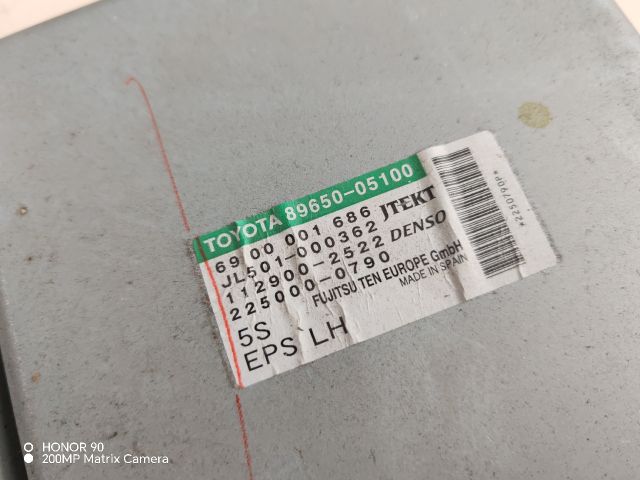 TOYOTA 89650-05100
69 00 001 686 JTEKT
JL501-000362
112900-2522 DENSO
225000-0790
FUJITSU TEN EUROPE GmbH
MADE IN SPAIN
5S
EPS LH
*2250790P*
HONOR 90
200MP Matrix Camera